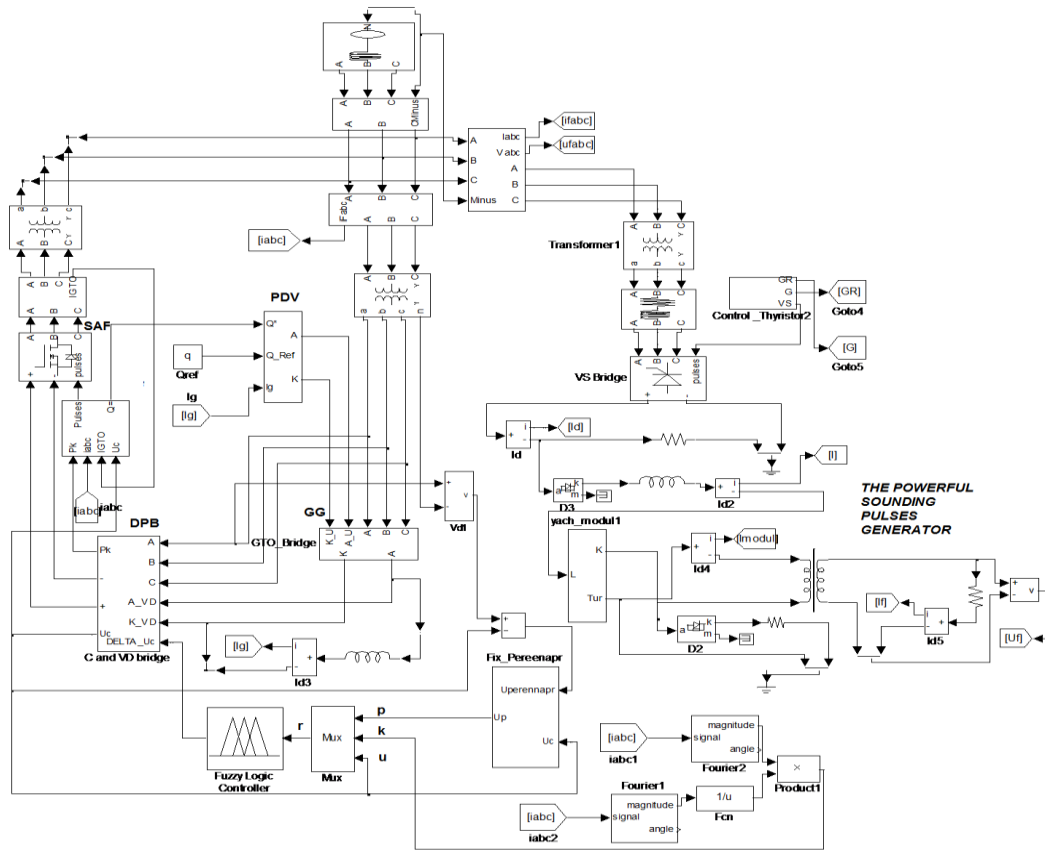 N
A
B
C
A
B
C
Minus
A
B
C
A
B
C
Minus
Iabc
Vabc
A
B
C
[ifabc]
[ufabc]
a
b
c
A
B
C
Y
[iabc]
A
B
C
A
B
C
A
B
C
Y
a
b
c
n
A
B
C
Y
a
b
c
Y
Transformer1
A
B
C
IGTO
A
B
C
SAF
A
B
C
+
-
pulses
Pulses
Q=
Pk
Iabc
IGTO
Uc
[iabc]
iabc
PDV
Q*
Q_Ref
Ig
A
K
q
Qref
Ig
[Ig]
A
B
C
A
B
C
pulses
+
-
VS Bridge
GR
G
VS
Control _Thyristor2
[GR]
Goto4
[G]
Goto5
+
-
i
Id
[Id]
a
k
m
D3
+
-
i
Id2
[I]
THE POWERFUL
SOUNDING
PULSES
GENERATOR
yach_modul1
L
K
Tur
+
-
i
Id4
[Imodul]
a
k
m
D2
[If]
i
+
-
Id5
+
-
v
[Uf]
+
-
v
Vd1
GG
GTO_Bridge
K_U
A_U
A
B
C
K
A
DPB
Pk
-
+
Uc
A
B
C
A_VD
K_VD
DELTA_Uc
C and VD bridge
[Ig]
i
-
+
Id3
+
-
Fix_Pereenapr
Uperennapr
Up
Uc
p
k
u
r
Mux
Mux
Fuzzy Logic
Controller
[iabc]
iabc1
signal
magnitude
angle
Fourier2
[iabc]
iabc2
Fourier1
signal
magnitude
angle
1/u
Fcn
×
Product1